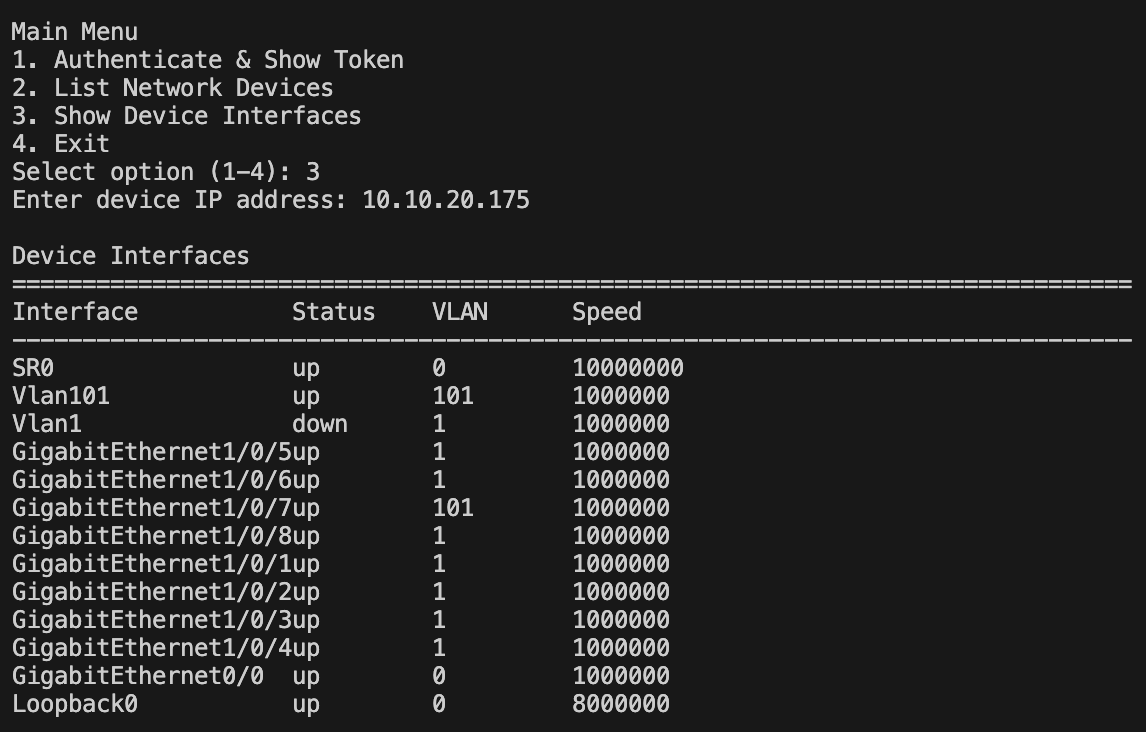 Main Menu
1. Authenticate & Show Token
2. List Network Devices
3. Show Device Interfaces
4. Exit
Select option (1-4): 3
Enter device IP address: 10.10.20.175

Device Interfaces
================================================================================
Interface           Status    VLAN      Speed
--------------------------------------------------------------------------------
SR0                 up        0         10000000
Vlan101             up        101       1000000
Vlan1               down      1         1000000
GigabitEthernet1/0/5up        1         1000000
GigabitEthernet1/0/6up        1         1000000
GigabitEthernet1/0/7up        101       1000000
GigabitEthernet1/0/8up        1         1000000
GigabitEthernet1/0/1up        1         1000000
GigabitEthernet1/0/2up        1         1000000
GigabitEthernet1/0/3up        1         1000000
GigabitEthernet1/0/4up        1         1000000
GigabitEthernet0/0  up        0         1000000
Loopback0           up        0         8000000